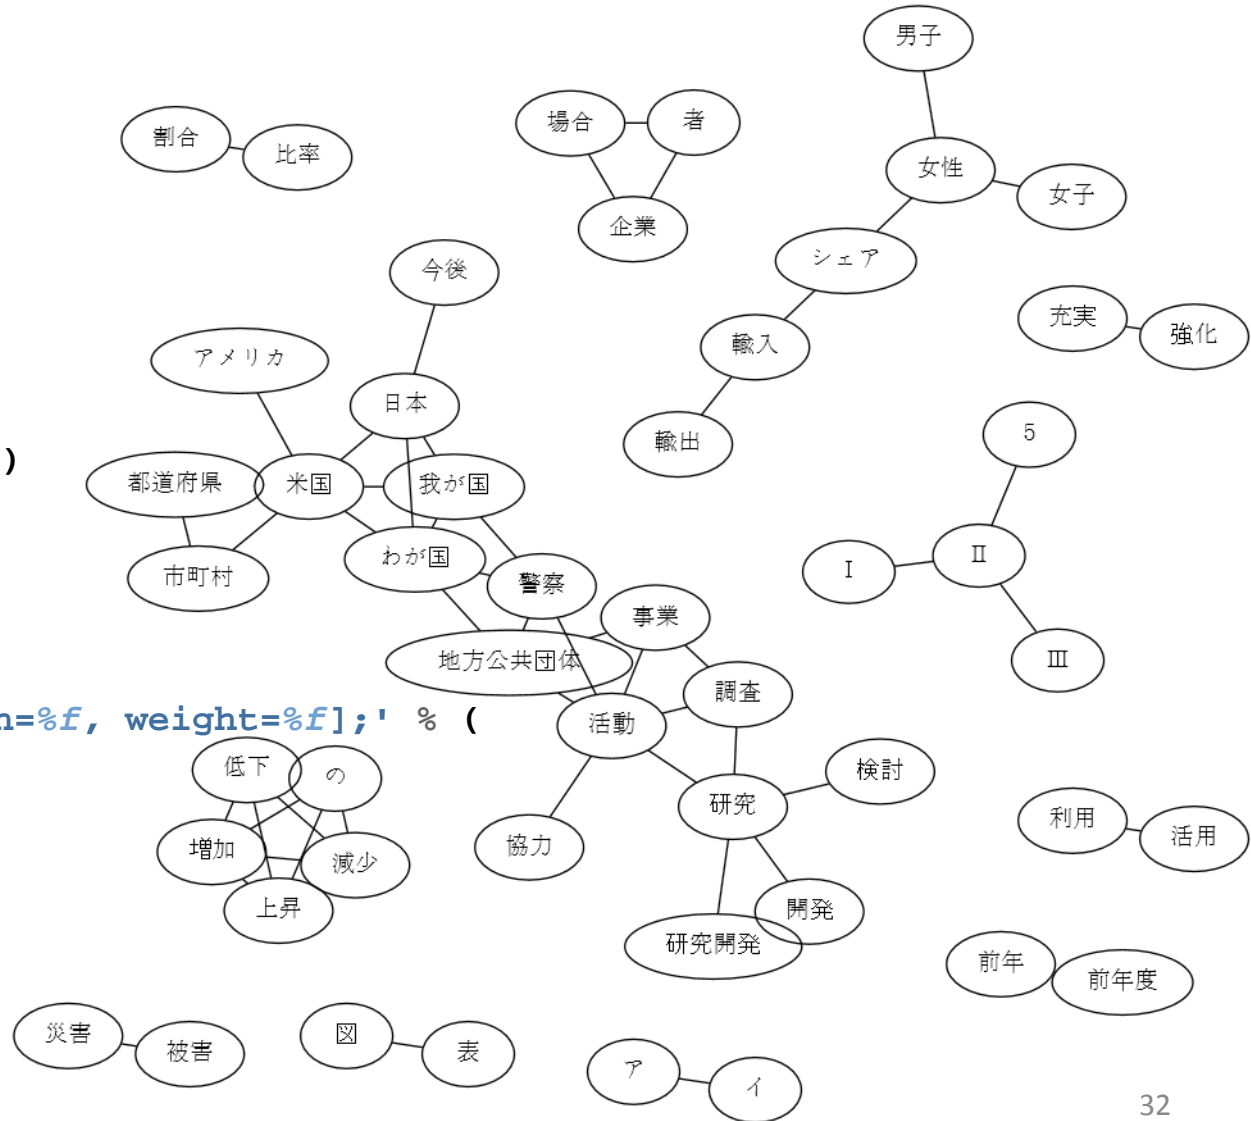 男子
割合
比率
場合
者
女性
女子
企業
シェア
今後
充実
強化
輸入
アメリカ
日本
輸出
5
)
都道府県
米国
我が国
わが国
市町村
警察
Ⅰ
Ⅱ
事業
地方公共団体
Ⅲ
調査
n=%f, weight=%f];' % (
活動
低下
の
検討
研究
増加
減少
協力
利用
活用
上昇
開発
研究開発
前年
前年度
災害
被害
図
表
ア
イ
32